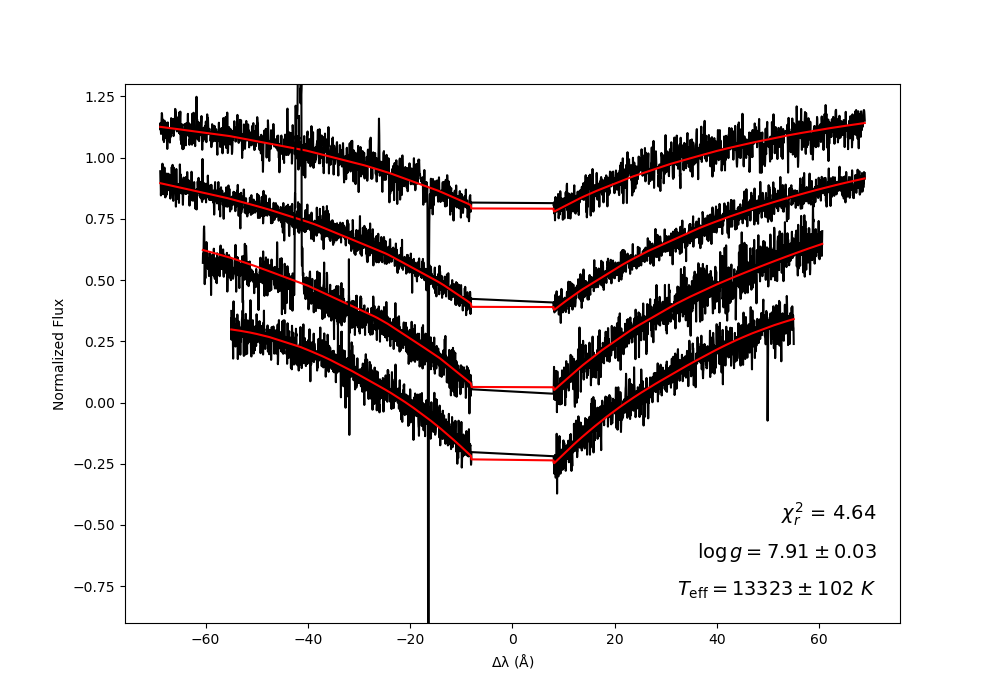 1.25
1.00
0.75
0.50
0.25
0.00
−0.25
−0.50
−0.75
Normalized Flux
χ²ᵣ = 4.64
log g = 7.91 ± 0.03
T_eff = 13323 ± 102 K
−60 −40 −20 0 20 40 60
Δλ (Å)